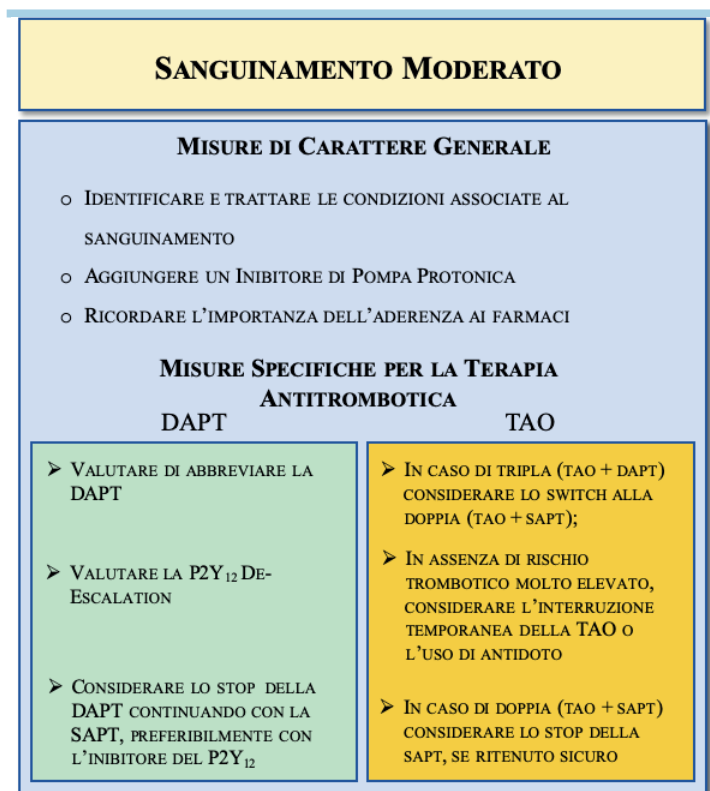 SANGUINAMENTO MODERATO
MISURE DI CARATTERE GENERALE
o IDENTIFICARE E TRATTARE LE CONDIZIONI ASSOCIATE AL
SANGUINAMENTO
o AGGIUNGERE UN INIBITORE DI POMPA PROTONICA
o RICORDARE L'IMPORTANZA DELL'ADERENZA AI FARMACI
MISURE SPECIFICHE PER LA TERAPIA
ANTITROMBOTICA
DAPT
➤ VALUTARE DI ABBREVIARE LA
DAPT
➤ VALUTARE LA P2Y₁₂ DE-
ESCALATION
➤ CONSIDERARE LO STOP DELLA
DAPT CONTINUANDO CON LA
SAPT, PREFERIBILMENTE CON
L'INIBITORE DEL P2Y₁₂
TAO
➤ IN CASO DI TRIPLA (TAO + DAPT)
CONSIDERARE LO SWITCH ALLA
DOPPIA (TAO + SAPT);
➤ IN ASSENZA DI RISCHIO
TROMBOTICO MOLTO ELEVATO,
CONSIDERARE L'INTERRUZIONE
TEMPORANEA DELLA TAO O
L'USO DI ANTIDOTO
➤ IN CASO DI DOPPIA (TAO + SAPT)
CONSIDERARE LO STOP DELLA
SAPT, SE RITENUTO SICURO